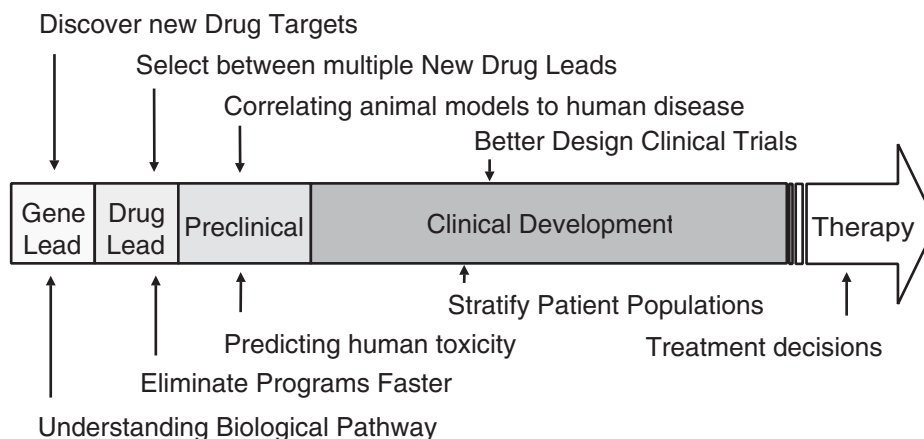 Discover new Drug Targets
Select between multiple New Drug Leads
Correlating animal models to human disease
Better Design Clinical Trials
Gene
Lead
Drug
Lead
Preclinical
Clinical Development
Therapy
Stratify Patient Populations
Predicting human toxicity
Treatment decisions
Eliminate Programs Faster
Understanding Biological Pathway